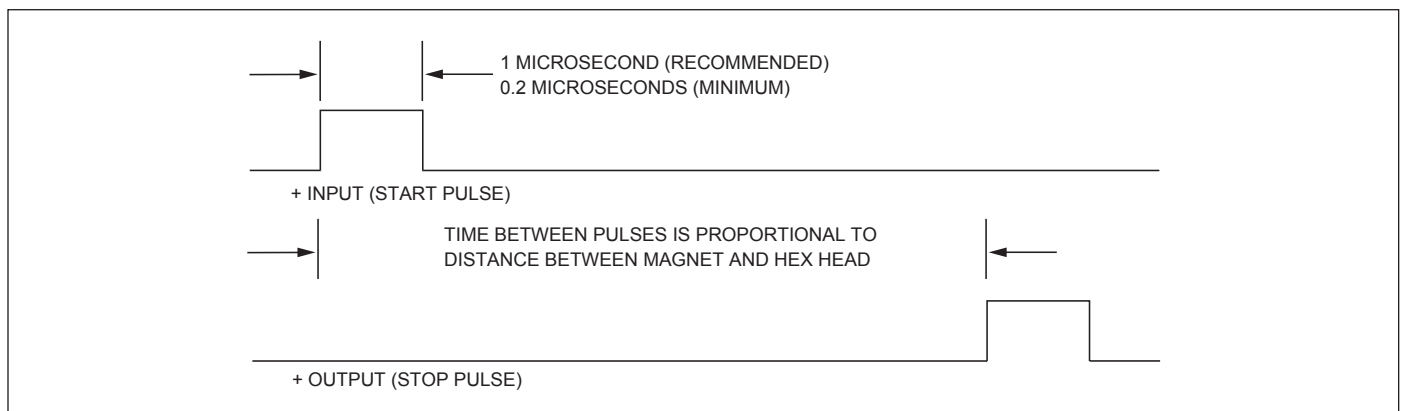 1 MICROSECOND (RECOMMENDED)
0.2 MICROSECONDS (MINIMUM)
+ INPUT (START PULSE)
TIME BETWEEN PULSES IS PROPORTIONAL TO
DISTANCE BETWEEN MAGNET AND HEX HEAD
+ OUTPUT (STOP PULSE)